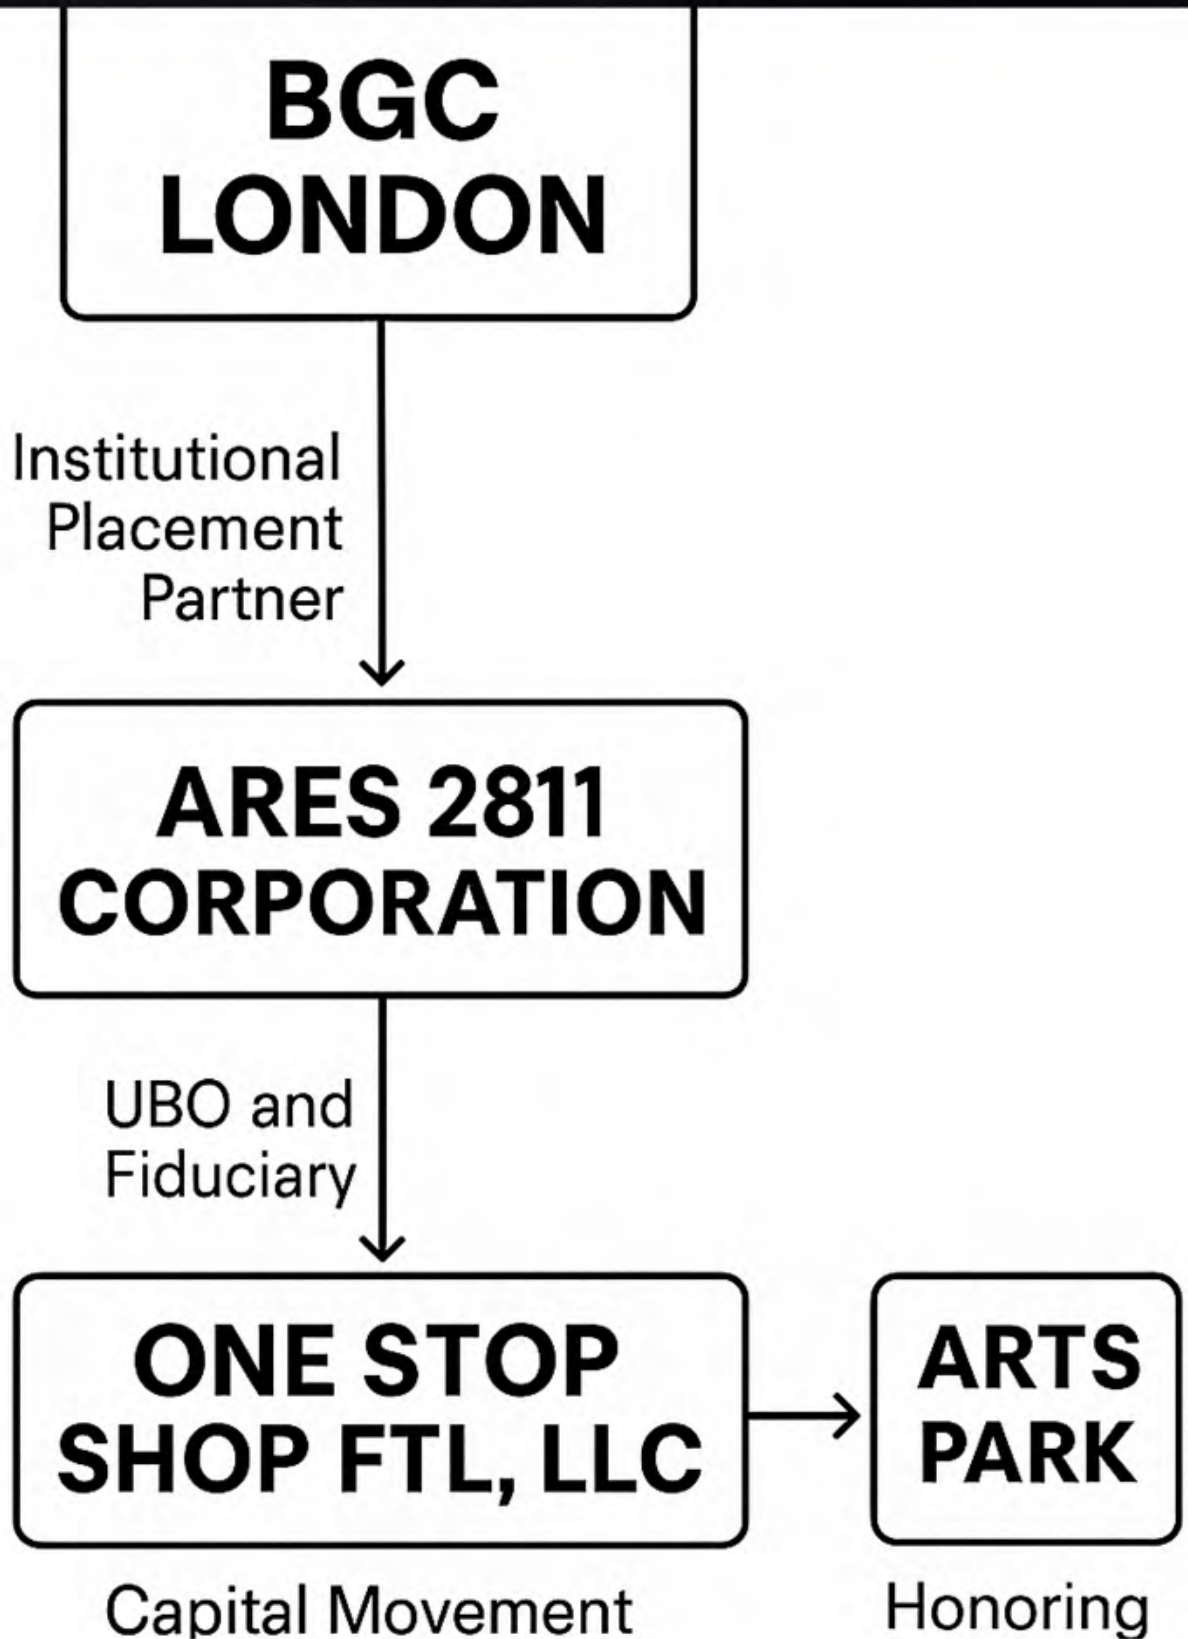 BGC
LONDON
Institutional
Placement
Partner
ARES 2811
CORPORATION
UBO and
Fiduciary
ONE STOP
SHOP FTL, LLC
ARTS
PARK
Capital Movement
Honoring